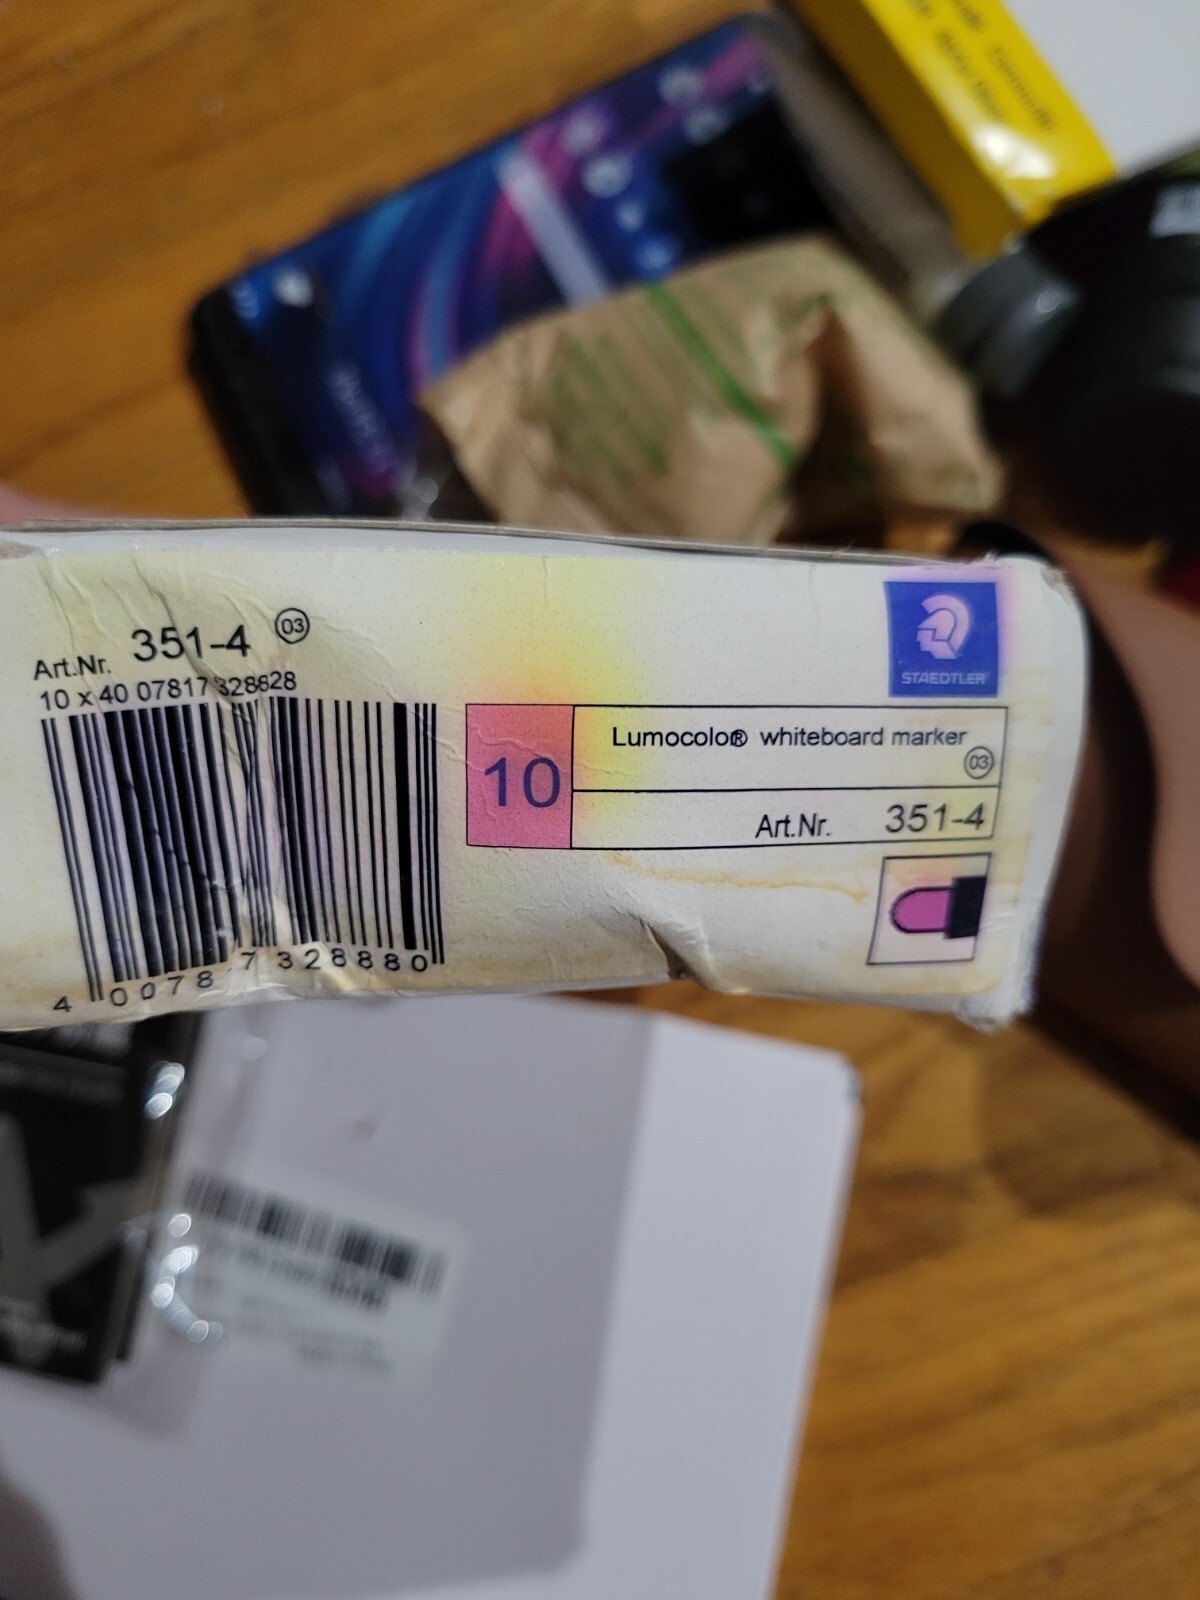 Art.Nr. 351-4 03
10 x 40 07817 328828
4 007817 328880
STAEDTLER
10
Lumocolor® whiteboard marker
03
Art.Nr. 351-4